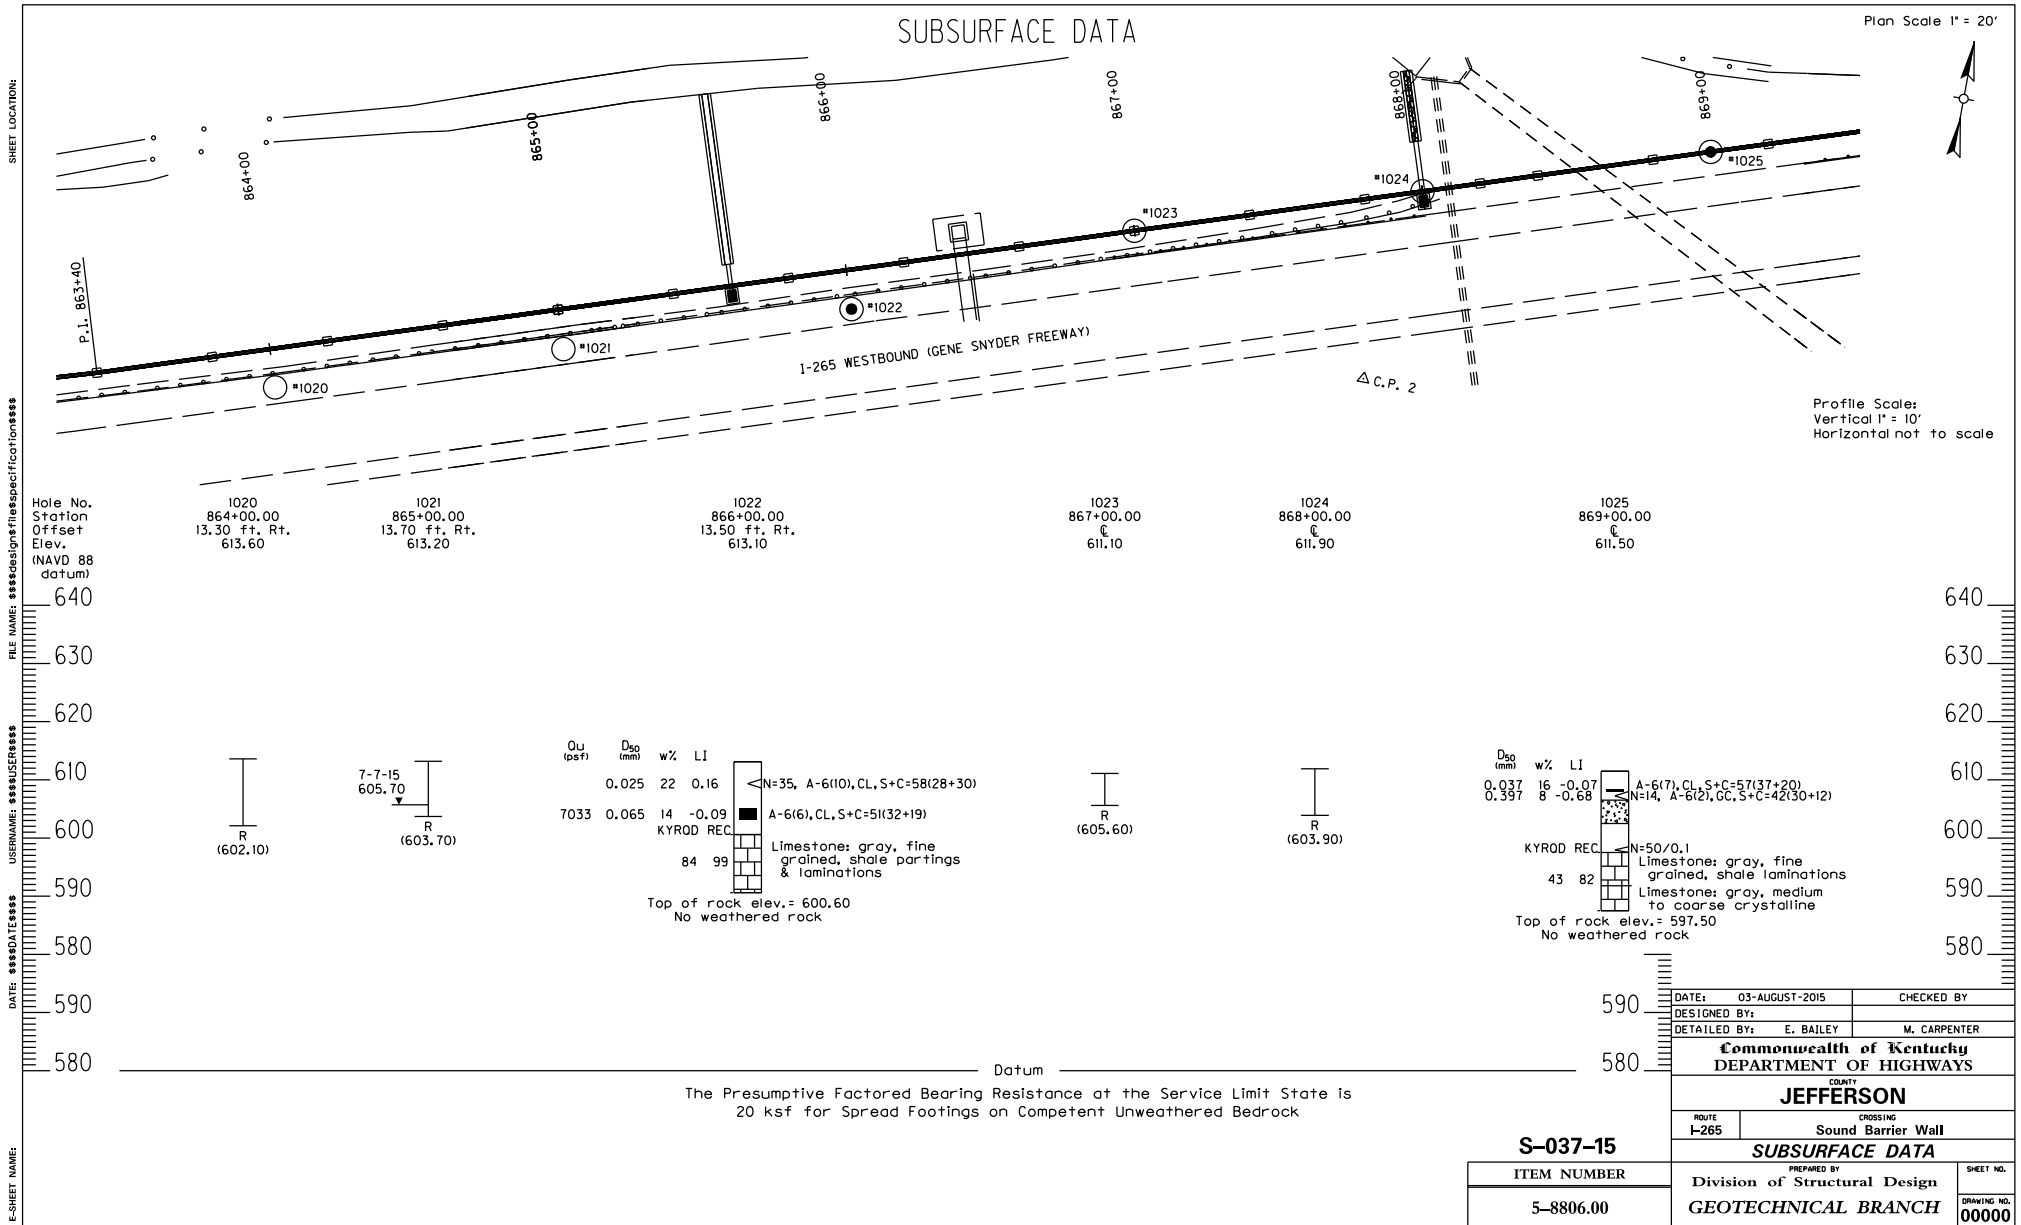 SUBSURFACE DATA
Plan Scale 1" = 20'
SHEET LOCATION:
864+00
865+00
866+00
867+00
868+00
869+00
P.I. 863+40
#1020
#1021
#1022
#1023
#1024
#1025
I-265 WESTBOUND (GENE SNYDER FREEWAY)
C.P. 2
Profile Scale:
Vertical 1" = 10'
Horizontal not to scale
FILE NAME: $$$$design$file$specification$$$$
Hole No. 1020 1021 1022 1023 1024 1025
Station 864+00.00 865+00.00 866+00.00 867+00.00 868+00.00 869+00.00
Offset 13.30 ft. Rt. 13.70 ft. Rt. 13.50 ft. Rt. ℄ ℄ ℄
Elev. 613.60 613.20 613.10 611.10 611.90 611.50
(NAVD 88
datum)
640 640
630 630
620 620
610 610
600 600
590 590
580 580
590 590
580 580
USERNAME: $$$$USER$$$$
DATE: $$$$DATE$$$$
E-SHEET NAME:
R
(602.10)
7-7-15
605.70
R
(603.70)
Qu D50 w% LI
(psf) (mm)
0.025 22 0.16 N=35, A-6(10),CL,S+C=58(28+30)
7033 0.065 14 -0.09 A-6(6),CL,S+C=51(32+19)
KYRQD REC
84 99
Limestone: gray, fine
grained, shale partings
& laminations
Top of rock elev.= 600.60
No weathered rock
R
(605.60)
R
(603.90)
D50 w% LI
(mm)
0.037 16 -0.07 A-6(7),CL,S+C=57(37+20)
0.397 8 -0.68 N=14, A-6(2),GC,S+C=42(30+12)
KYRQD REC. N=50/0.1
43 82
Limestone: gray, fine
grained, shale laminations
Limestone: gray, medium
to coarse crystalline
Top of rock elev.= 597.50
No weathered rock
Datum
The Presumptive Factored Bearing Resistance at the Service Limit State is
20 ksf for Spread Footings on Competent Unweathered Bedrock
DATE: 03-AUGUST-2015 CHECKED BY
DESIGNED BY:
DETAILED BY: E. BAILEY M. CARPENTER
Commonwealth of Kentucky
DEPARTMENT OF HIGHWAYS
COUNTY
JEFFERSON
ROUTE CROSSING
I-265 Sound Barrier Wall
SUBSURFACE DATA
S-037-15
ITEM NUMBER
5-8806.00
PREPARED BY
Division of Structural Design
GEOTECHNICAL BRANCH
SHEET NO.
DRAWING NO.
00000